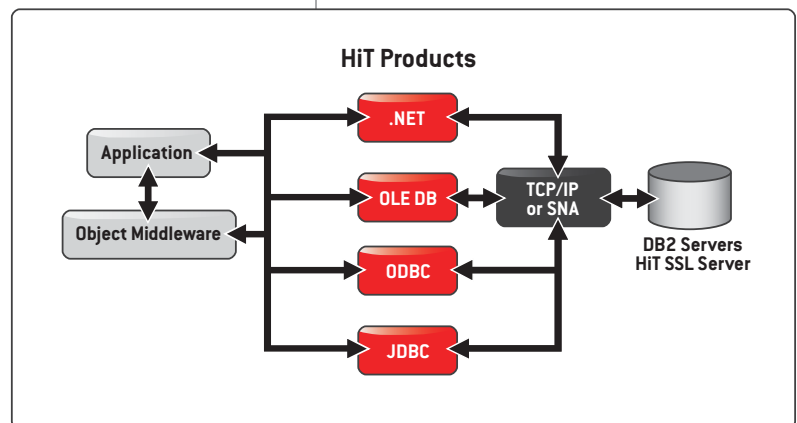 HiT Products
.NET
Application
OLE DB
TCP/IP
or SNA
Object Middleware
DB2 Servers
HiT SSL Server
ODBC
JDBC